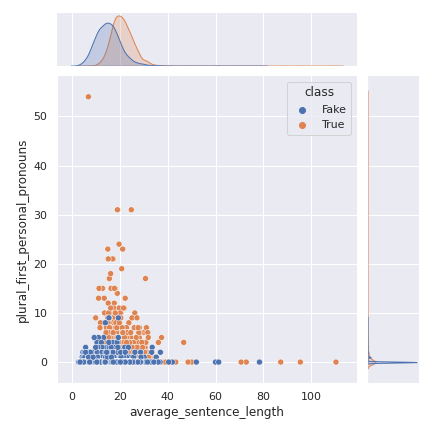 class
Fake
True
50
40
30
20
10
0
plural_first_personal_pronouns
0 20 40 60 80 100
average_sentence_length